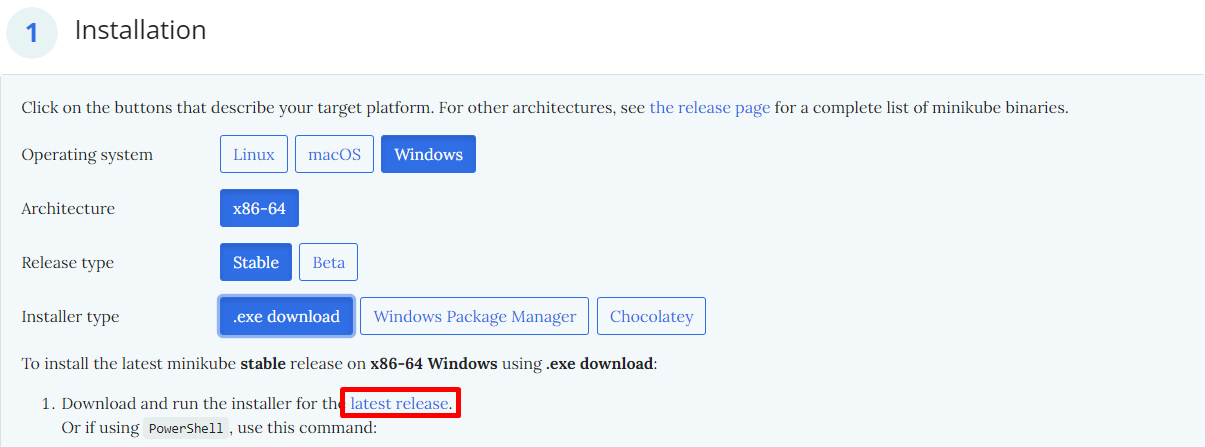 1 Installation
Click on the buttons that describe your target platform. For other architectures, see the release page for a complete list of minikube binaries.
Operating system Linux macOS Windows
Architecture x86-64
Release type Stable Beta
Installer type .exe download Windows Package Manager Chocolatey
To install the latest minikube stable release on x86-64 Windows using .exe download:
1. Download and run the installer for the latest release.
Or if using PowerShell, use this command: